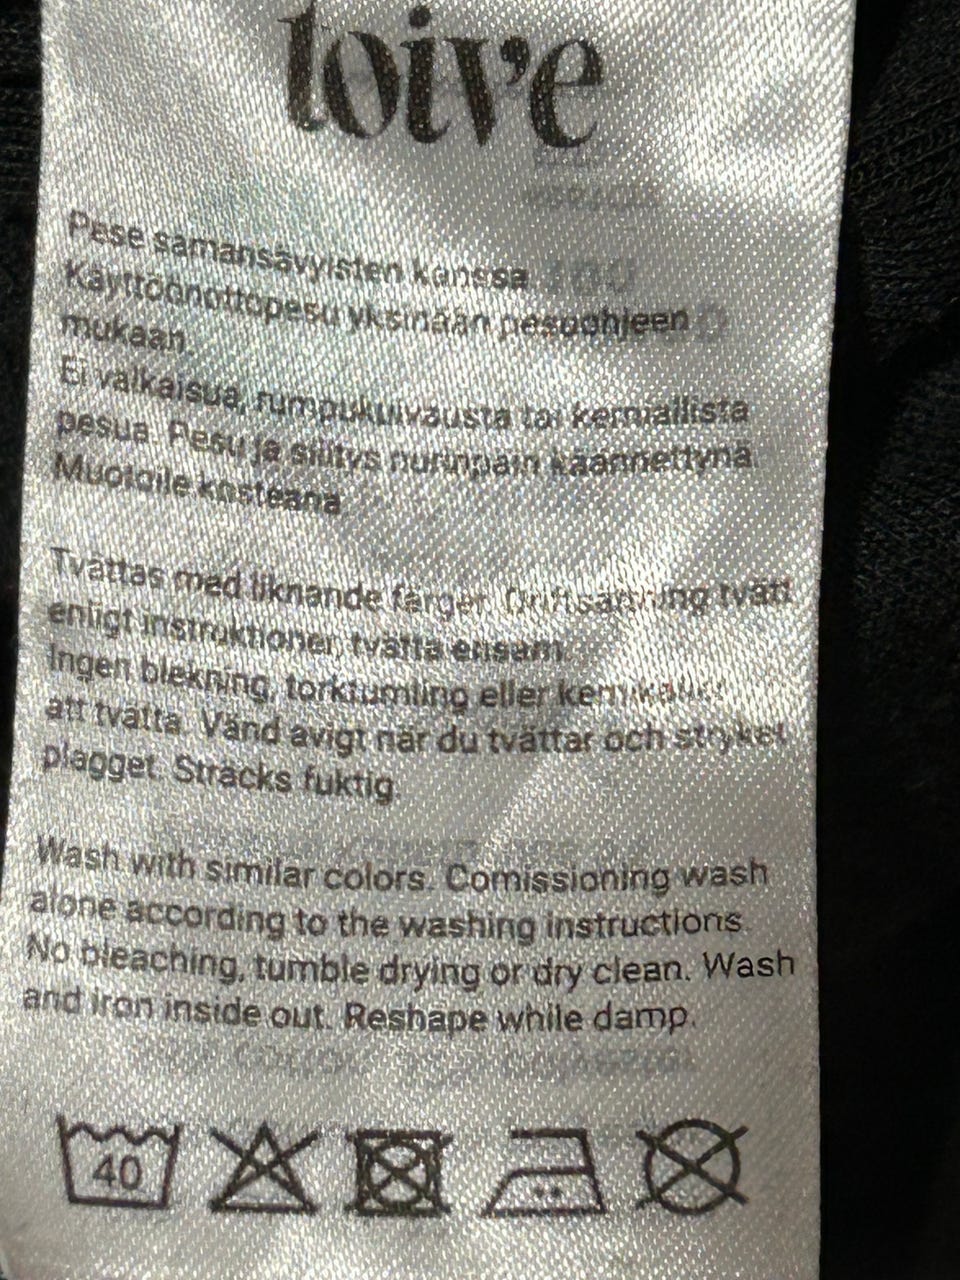 toive
Pese samansävyisten kanssa
Käyttöönottopesu yksinään pesuohjeen
mukaan.
Ei valkaisua, rumpukuivausta tai kemiallista
pesua. Pesu ja silitys nurinpäin käännettynä.
Muotoile kosteana
Tvättas med liknande färger. Driftsättning tvätt
enligt instruktioner, tvätta ensam.
Ingen blekning, torktumling eller
att tvätta. Vänd avigt när du tvättar och stryket
plagget. Sträcks fuktig.
Wash with similar colors. Comissioning wash
alone according to the washing instructions.
No bleaching, tumble drying or dry clean. Wash
and iron inside out. Reshape while damp.
40